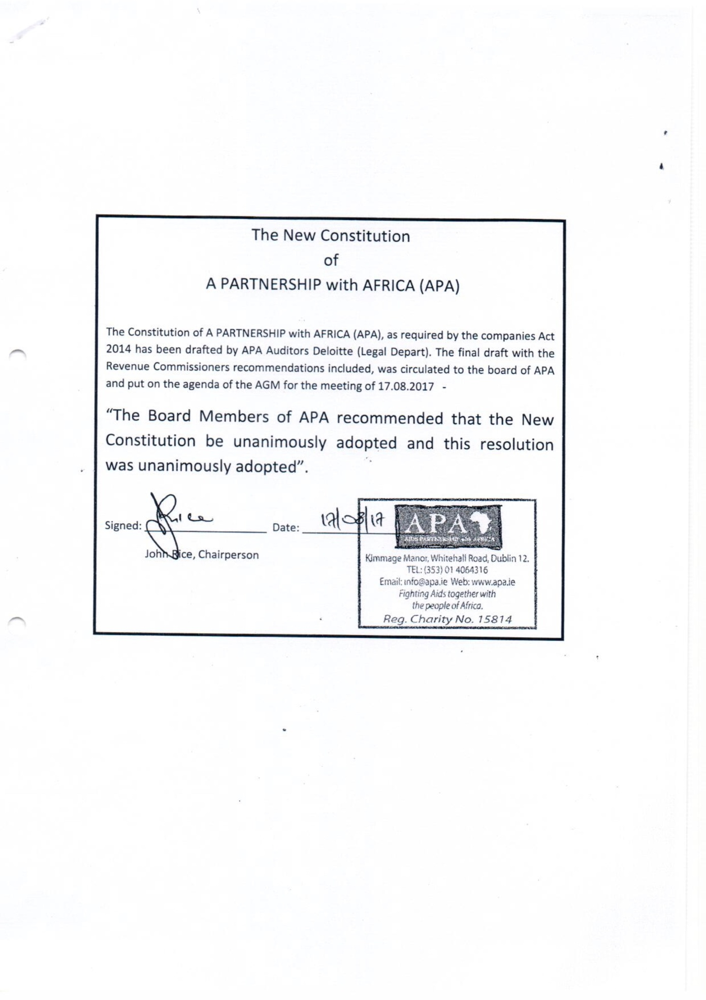 The New Constitution
of
A PARTNERSHIP with AFRICA (APA)
The Constitution of A PARTNERSHIP with AFRICA (APA), as required by the companies Act
2014 has been drafted by APA Auditors Deloitte (Legal Depart). The final draft with the
Revenue Commissioners recommendations included, was circulated to the board of APA
and put on the agenda of the AGM for the meeting of 17.08.2017 -
“The Board Members of APA recommended that the New
Constitution be unanimously adopted and this resolution
was unanimously adopted”.
Signed: JRice Date: 17/08/17
John Rice, Chairperson
APA
AIDS PARTNERSHIP with AFRICA
Kimmage Manor, Whitehall Road, Dublin 12.
TEL: (353) 01 4064316
Email: info@apa.ie Web: www.apa.ie
Fighting Aids together with
the people of Africa.
Reg. Charity No. 15814